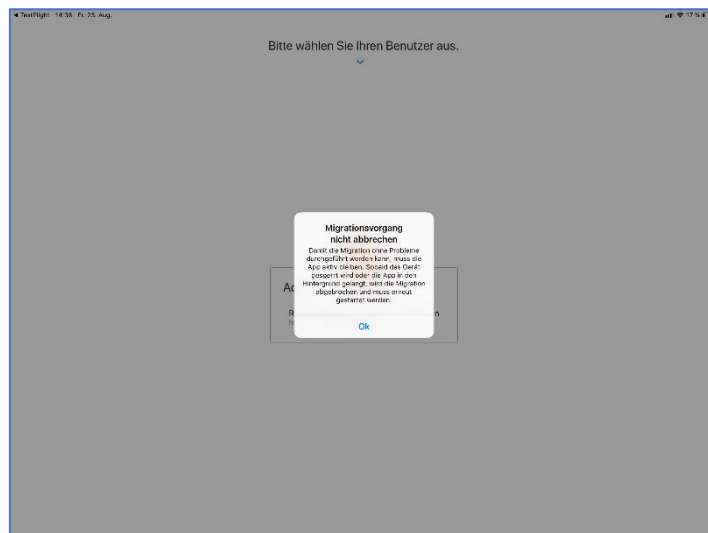 ◀ TestFlight 14:38 Fr. 23. Aug. 17 %
Bitte wählen Sie Ihren Benutzer aus.
Migrationsvorgang
nicht abbrechen
Damit die Migration ohne Probleme
durchgeführt werden kann, muss die
App aktiv bleiben. Sobald das Gerät
gesperrt wird oder die App in den
Hintergrund gelangt, wird die Migration
abgebrochen und muss erneut
gestartet werden.
Ok